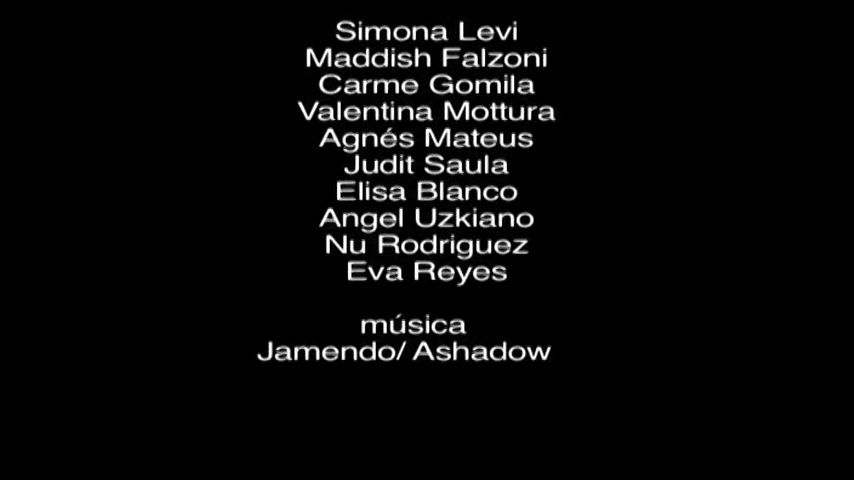 Simona Levi
Maddish Falzoni
Carme Gomila
Valentina Mottura
Agnés Mateus
Judit Saula
Elisa Blanco
Angel Uzkiano
Nu Rodriguez
Eva Reyes
música
Jamendo/ Ashadow